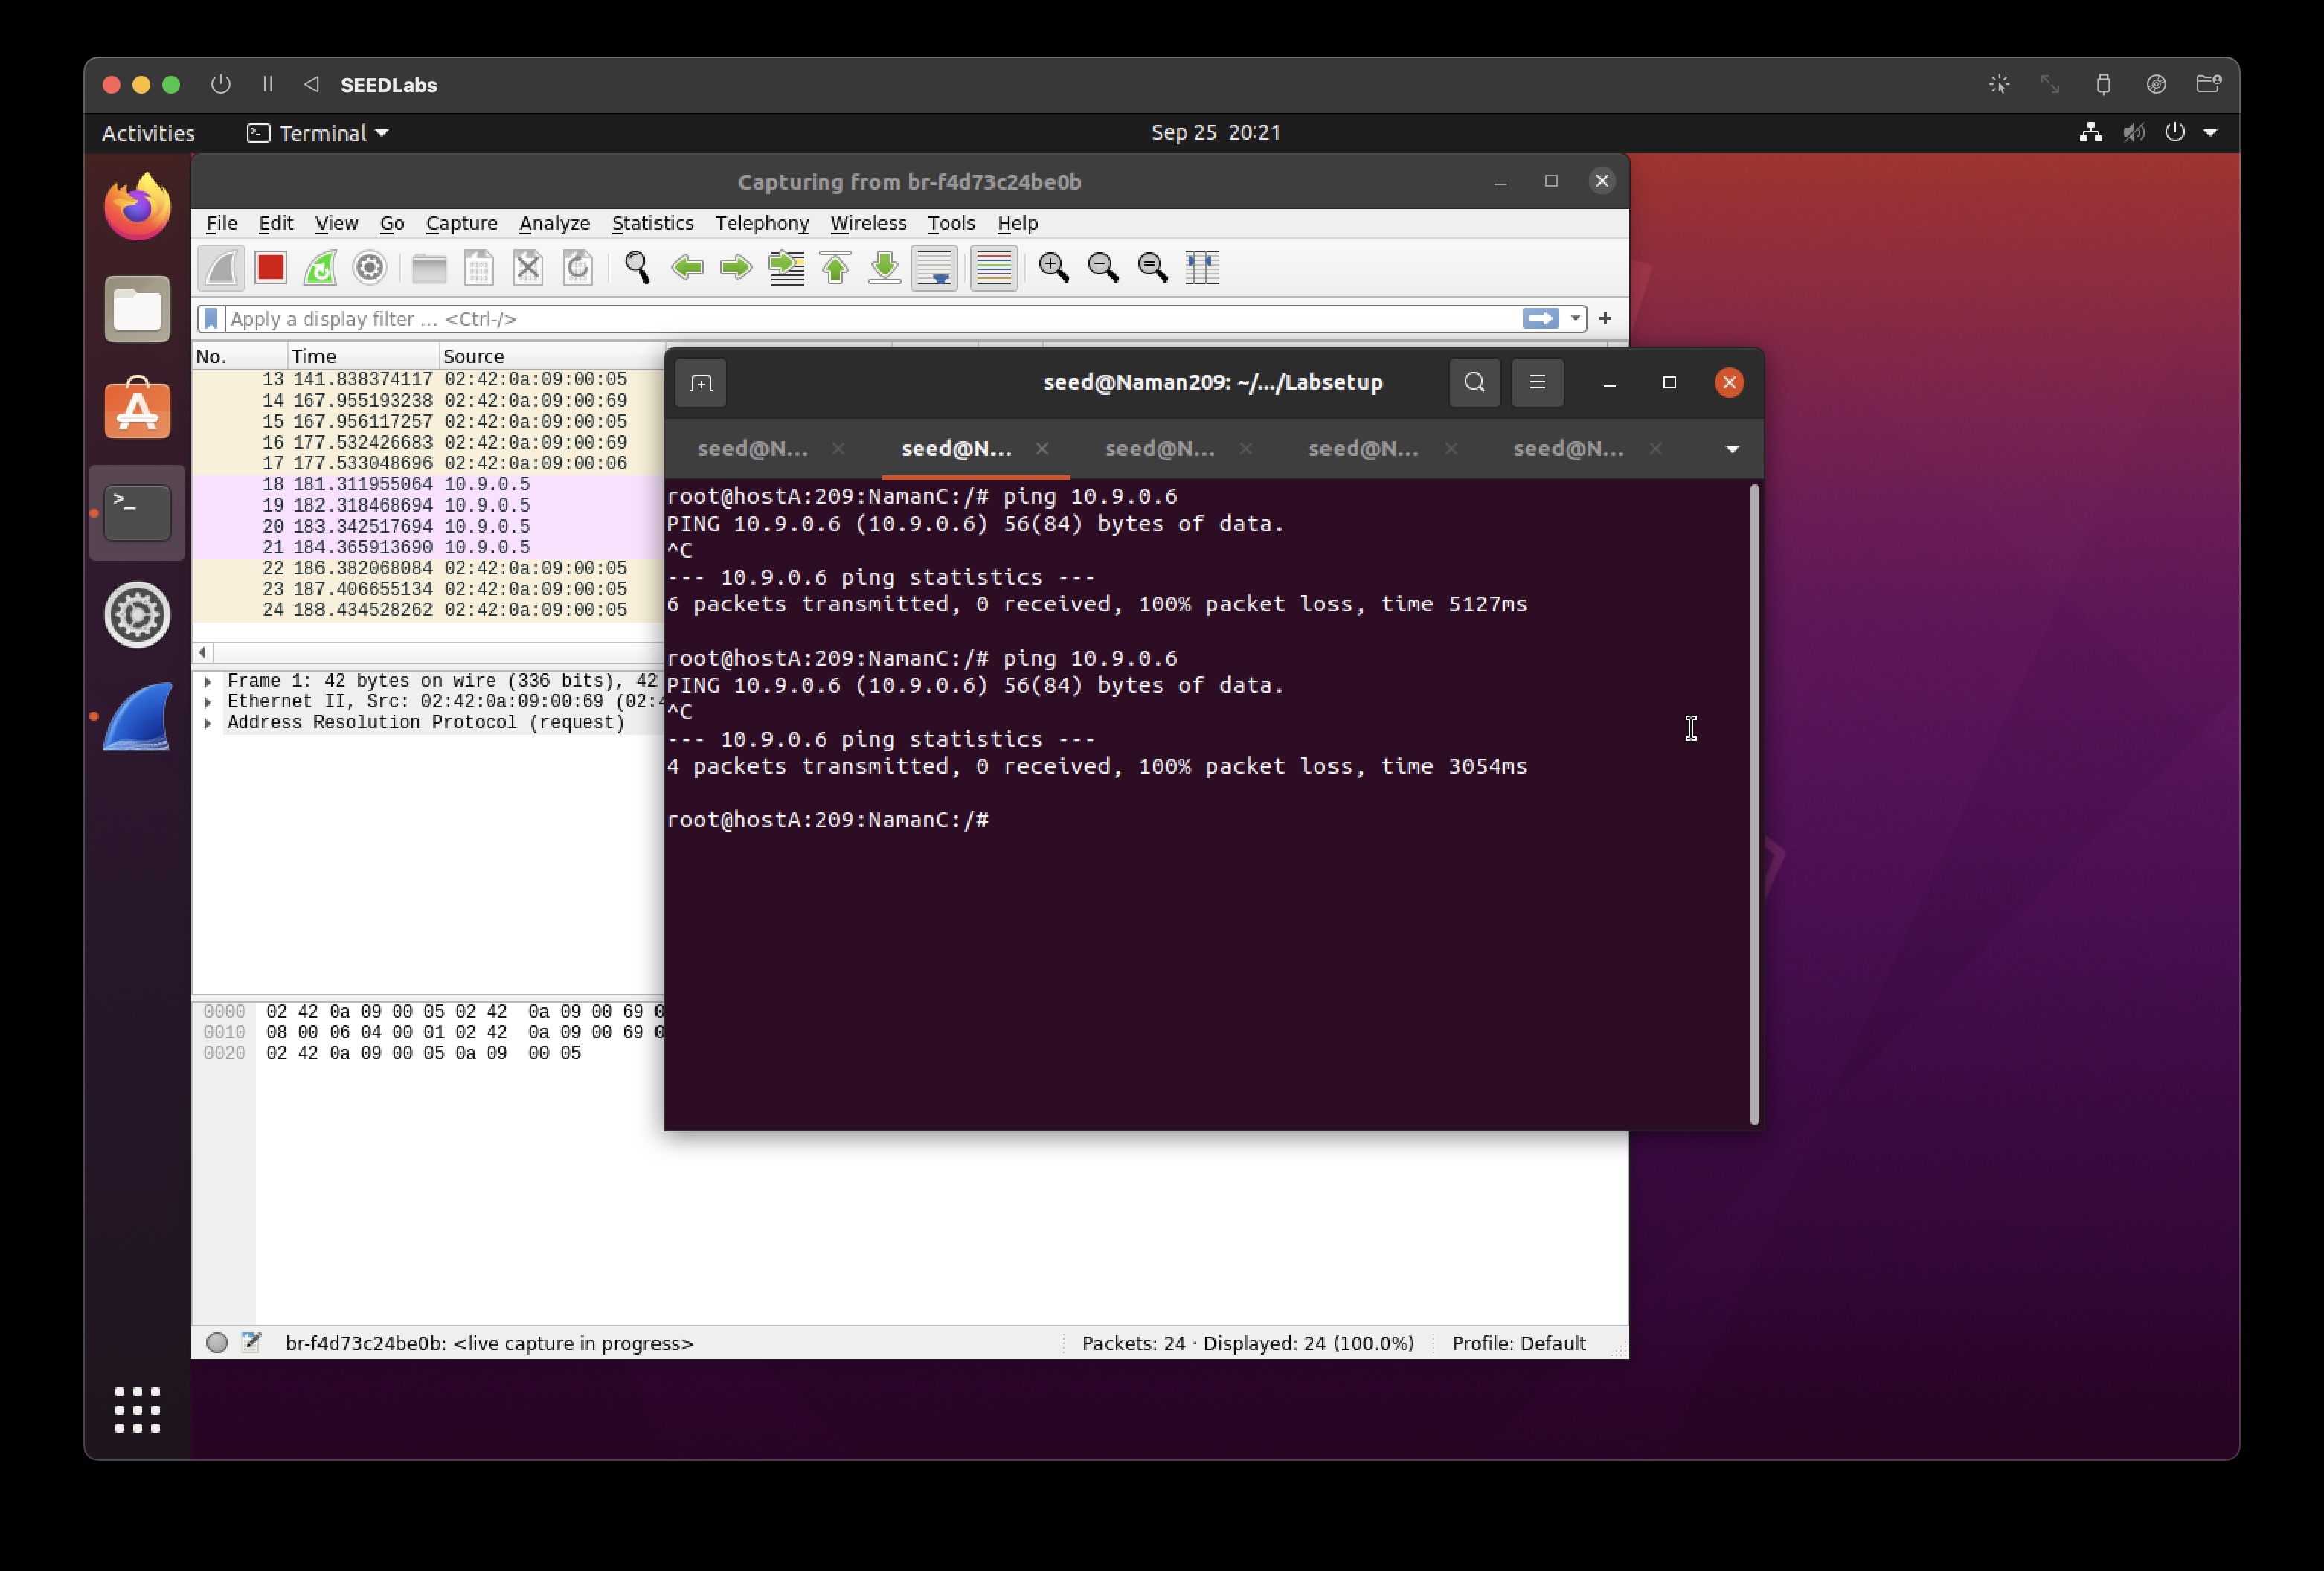 SEEDLabs
Activities
Terminal
Sep 25 20:21
Capturing from br-f4d73c24be0b
File Edit View Go Capture Analyze Statistics Telephony Wireless Tools Help
Apply a display filter … <Ctrl-/>
+
No. Time Source
13 141.838374117 02:42:0a:09:00:05
14 167.955193238 02:42:0a:09:00:69
15 167.956117257 02:42:0a:09:00:05
16 177.532426683 02:42:0a:09:00:69
17 177.533048696 02:42:0a:09:00:06
18 181.311955064 10.9.0.5
19 182.318468694 10.9.0.5
20 183.342517694 10.9.0.5
21 184.365913690 10.9.0.5
22 186.382068084 02:42:0a:09:00:05
23 187.406655134 02:42:0a:09:00:05
24 188.434528262 02:42:0a:09:00:05
Frame 1: 42 bytes on wire (336 bits), 42
Ethernet II, Src: 02:42:0a:09:00:69 (02:4
Address Resolution Protocol (request)
0000 02 42 0a 09 00 05 02 42 0a 09 00 69 0
0010 08 00 06 04 00 01 02 42 0a 09 00 69 0
0020 02 42 0a 09 00 05 0a 09 00 05
br-f4d73c24be0b: <live capture in progress>
Packets: 24 · Displayed: 24 (100.0%)
Profile: Default
seed@Naman209: ~/.../Labsetup
seed@N... seed@N... seed@N... seed@N... seed@N...
root@hostA:209:NamanC:/# ping 10.9.0.6
PING 10.9.0.6 (10.9.0.6) 56(84) bytes of data.
^C
--- 10.9.0.6 ping statistics ---
6 packets transmitted, 0 received, 100% packet loss, time 5127ms
root@hostA:209:NamanC:/# ping 10.9.0.6
PING 10.9.0.6 (10.9.0.6) 56(84) bytes of data.
^C
--- 10.9.0.6 ping statistics ---
4 packets transmitted, 0 received, 100% packet loss, time 3054ms
root@hostA:209:NamanC:/#